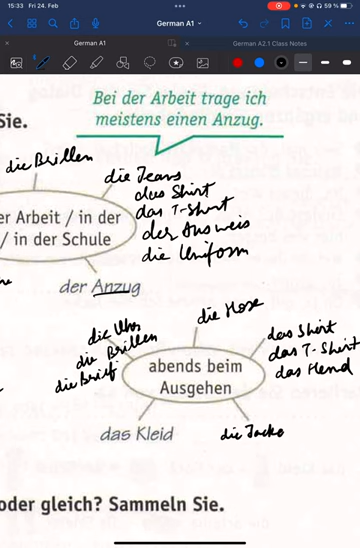 15:33 Fri 24. Feb
59 %
German A1
German A1
German A2.1 Class Notes
Bei der Arbeit trage ich
meistens einen Anzug.
Sie.
die Brillen
die Jeans
das Shirt
das T-Shirt
der Ausweis
die Uniform
er Arbeit / in der
/ in der Schule
der Anzug
die Hose
die Uhr
die Brillen
das Shirt
das T-Shirt
das Hemd
abends beim
Ausgehen
das Kleid
die Jacke
oder gleich? Sammeln Sie.